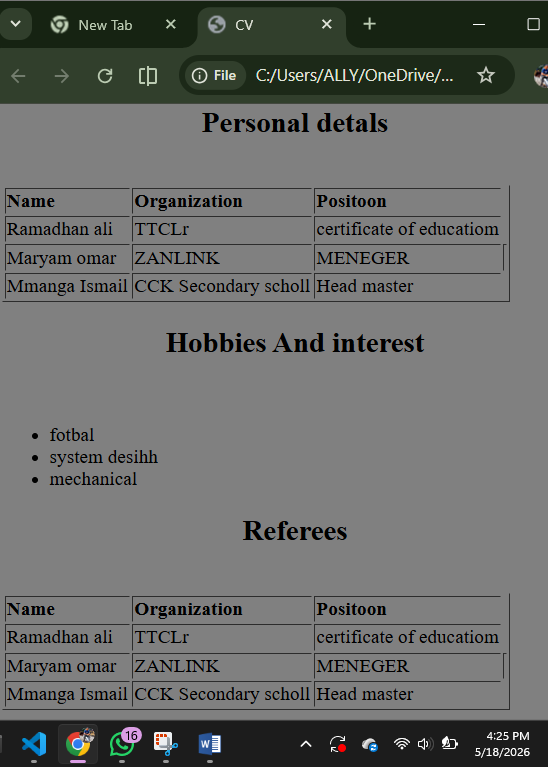 New Tab
CV
File C:/Users/ALLY/OneDrive/...
Personal detals
Name Organization Positoon
Ramadhan ali TTCLr certificate of educatiom
Maryam omar ZANLINK MENEGER
Mmanga Ismail CCK Secondary scholl Head master
Hobbies And interest
fotbal
system desihh
mechanical
Referees
Name Organization Positoon
Ramadhan ali TTCLr certificate of educatiom
Maryam omar ZANLINK MENEGER
Mmanga Ismail CCK Secondary scholl Head master
16
4:25 PM
5/18/2026